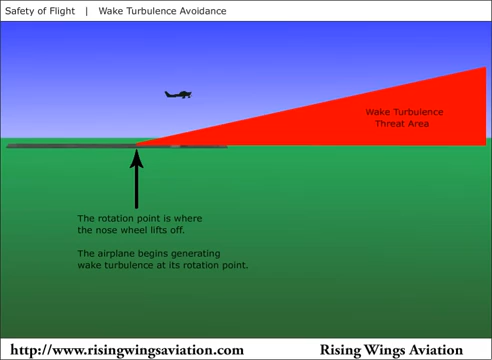 Safety of Flight | Wake Turbulence Avoidance
Wake Turbulence
Threat Area
The rotation point is where
the nose wheel lifts off.
The airplane begins generating
wake turbulence at its rotation point.
http://www.risingwingsaviation.com Rising Wings Aviation